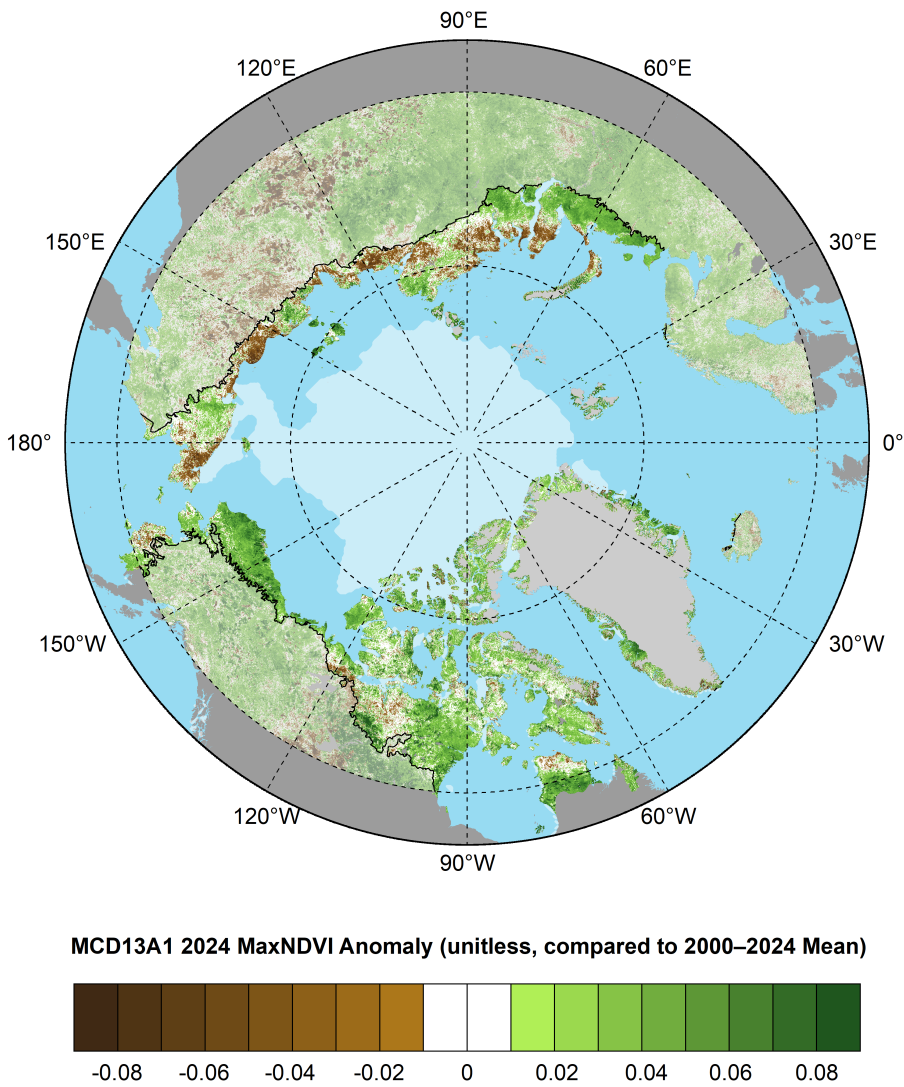 90°E
120°E
60°E
150°E
30°E
180°
0°
150°W
30°W
120°W
60°W
90°W
MCD13A1 2024 MaxNDVI Anomaly (unitless, compared to 2000–2024 Mean)
-0.08 -0.06 -0.04 -0.02 0 0.02 0.04 0.06 0.08